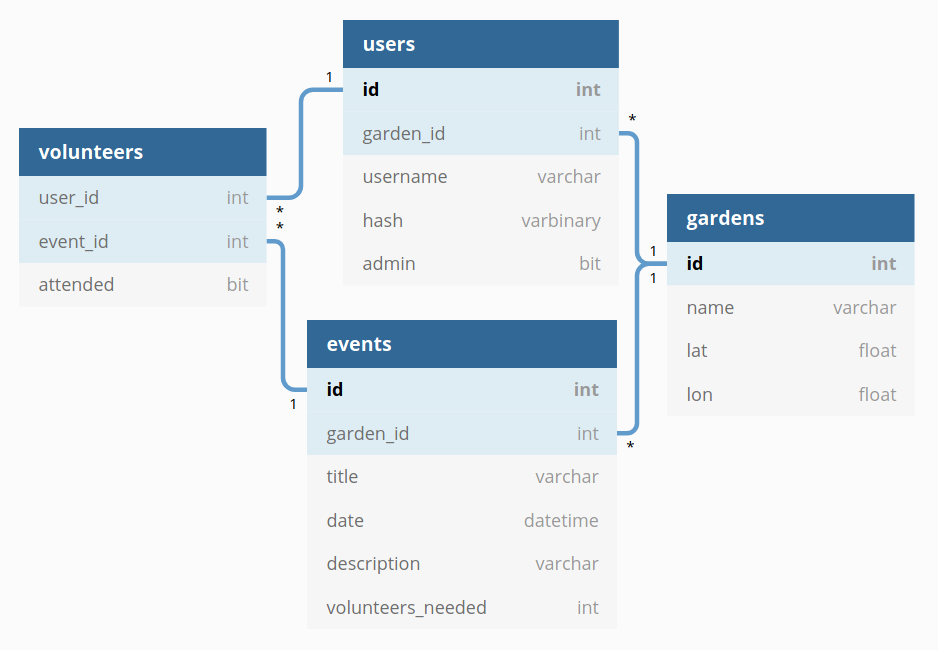 users
id int
garden_id int
username varchar
hash varbinary
admin bit
1
*
volunteers
user_id int
event_id int
attended bit
*
*
gardens
id int
name varchar
lat float
lon float
1
1
events
id int
garden_id int
title varchar
date datetime
description varchar
volunteers_needed int
1
*